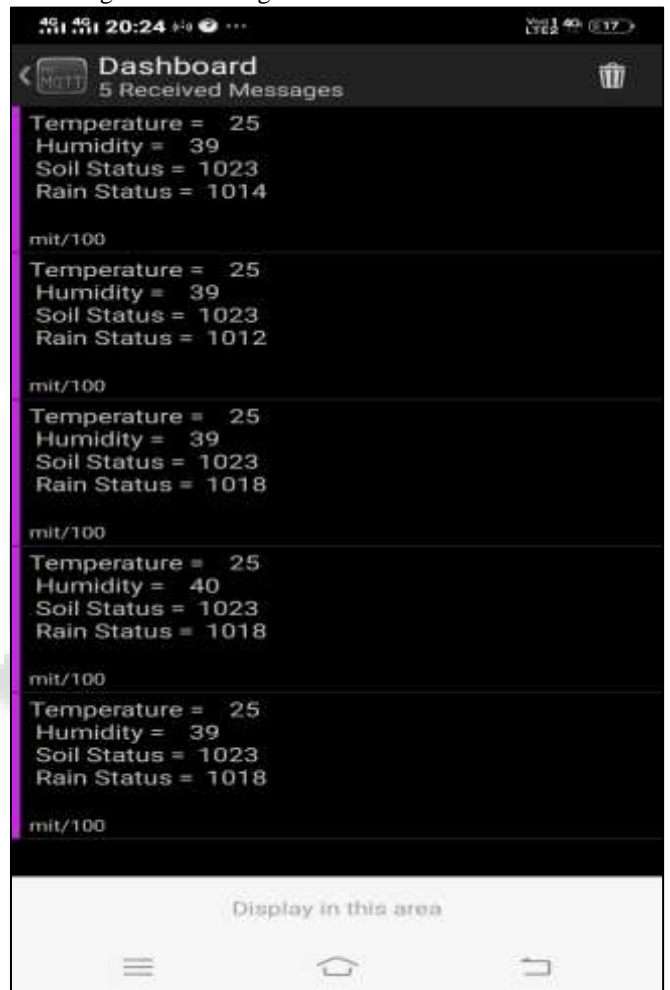 20:24
Dashboard
5 Received Messages
Temperature = 25
Humidity = 39
Soil Status = 1023
Rain Status = 1014
mit/100
Temperature = 25
Humidity = 39
Soil Status = 1023
Rain Status = 1012
mit/100
Temperature = 25
Humidity = 39
Soil Status = 1023
Rain Status = 1018
mit/100
Temperature = 25
Humidity = 40
Soil Status = 1023
Rain Status = 1018
mit/100
Temperature = 25
Humidity = 39
Soil Status = 1023
Rain Status = 1018
mit/100
Display in this area